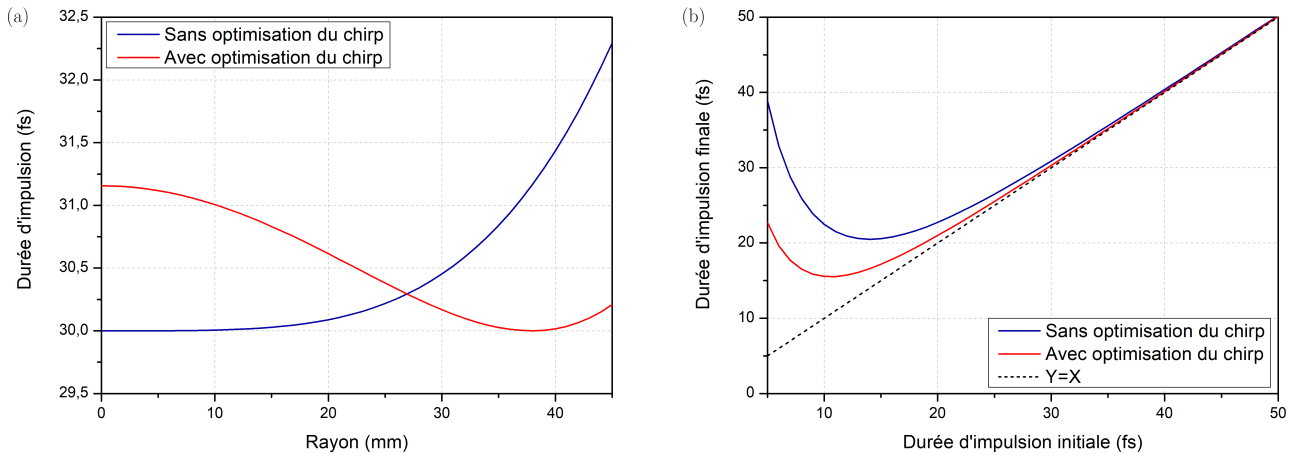 (a)
32,5
32,0
31,5
31,0
30,5
30,0
29,5
Durée d'impulsion (fs)
Sans optimisation du chirp
Avec optimisation du chirp
0 10 20 30 40
Rayon (mm)
(b)
50
40
30
20
10
0
Durée d'impulsion finale (fs)
Sans optimisation du chirp
Avec optimisation du chirp
Y=X
10 20 30 40 50
Durée d'impulsion initiale (fs)